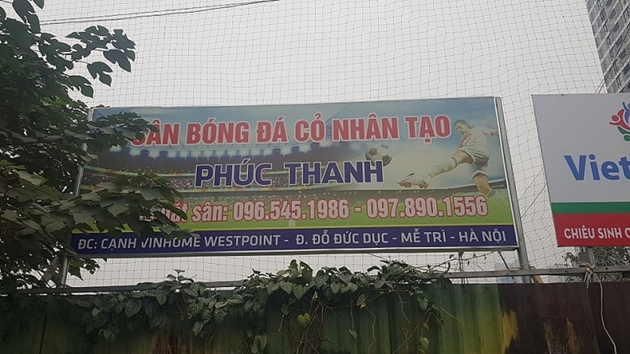 SÂN BÓNG ĐÁ CỎ NHÂN TẠO
PHÚC THANH
sân: 096.545.1986 - 097.890.1556
ĐC: CẠNH VINHOME WESTPOINT - Đ. ĐỖ ĐỨC DỤC - MỄ TRÌ - HÀ NỘI
Viet
CHIÊU SINH